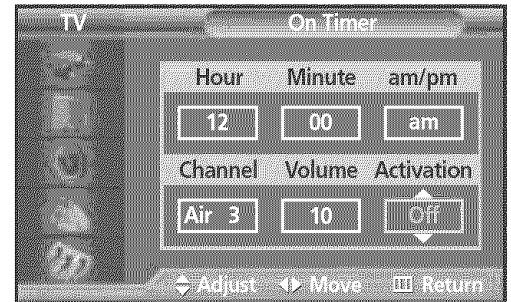 TV On Timer
Hour Minute am/pm
12 00 am
Channel Volume Activation
Air 3 10 Off
Adjust Move Return